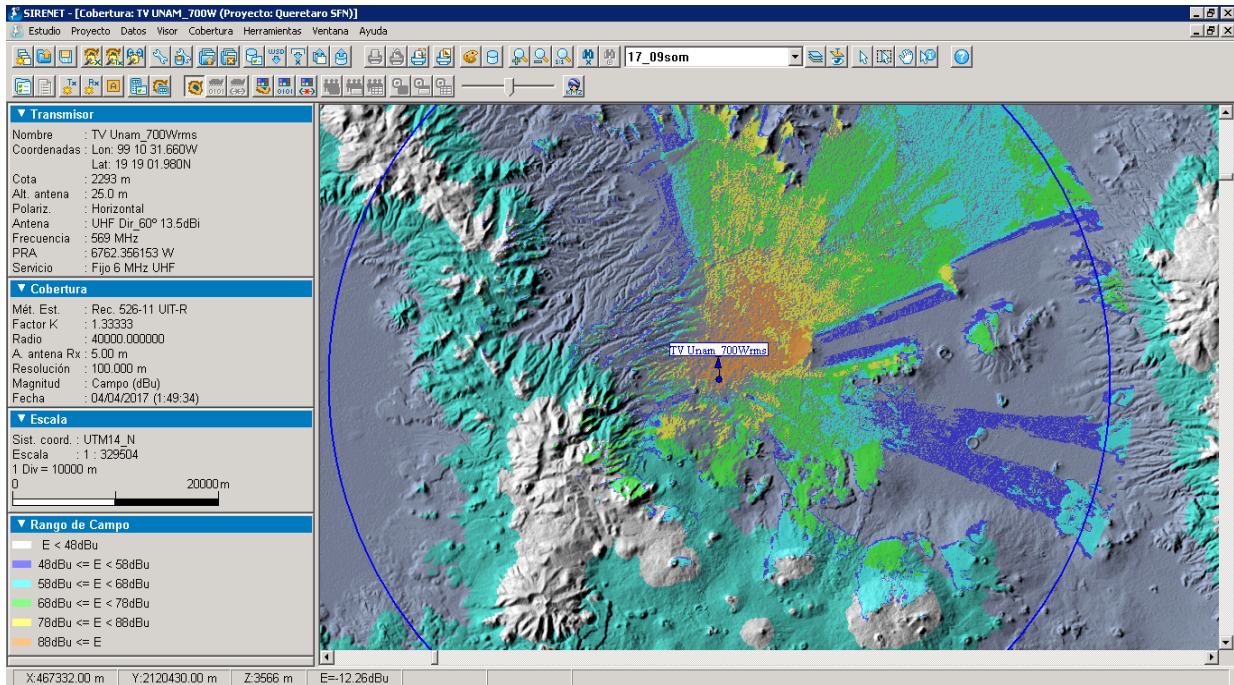 SIRENET - [Cobertura: TV UNAM_700W (Proyecto: Queretaro SFN)]
Estudio Proyecto Datos Visor Cobertura Herramientas Ventana Ayuda
17_09som
Transmisor
Nombre : TV Unam_700Wrms
Coordenadas : Lon: 99 10 31.660W
Lat: 19 19 01.980N
Cota : 2293 m
Alt. antena : 25.0 m
Polariz. : Horizontal
Antena : UHF Dir_60º 13.5dBi
Frecuencia : 569 MHz
PRA : 6762.356153 W
Servicio : Fijo 6 MHz UHF
Cobertura
Mét. Est. : Rec. 526-11 UIT-R
Factor K : 1.33333
Radio : 40000.000000
A. antena Rx : 5.00 m
Resolución : 100.000 m
Magnitud : Campo (dBu)
Fecha : 04/04/2017 (1:49:34)
Escala
Sist. coord. : UTM14_N
Escala : 1 : 329504
1 Div = 10000 m
0 20000m
Rango de Campo
E < 48dBu
48dBu <= E < 58dBu
58dBu <= E < 68dBu
68dBu <= E < 78dBu
78dBu <= E < 88dBu
88dBu <= E
TV Unam_700Wrms
X:467332.00 m Y:2120430.00 m Z:3566 m E=-12.26dBu